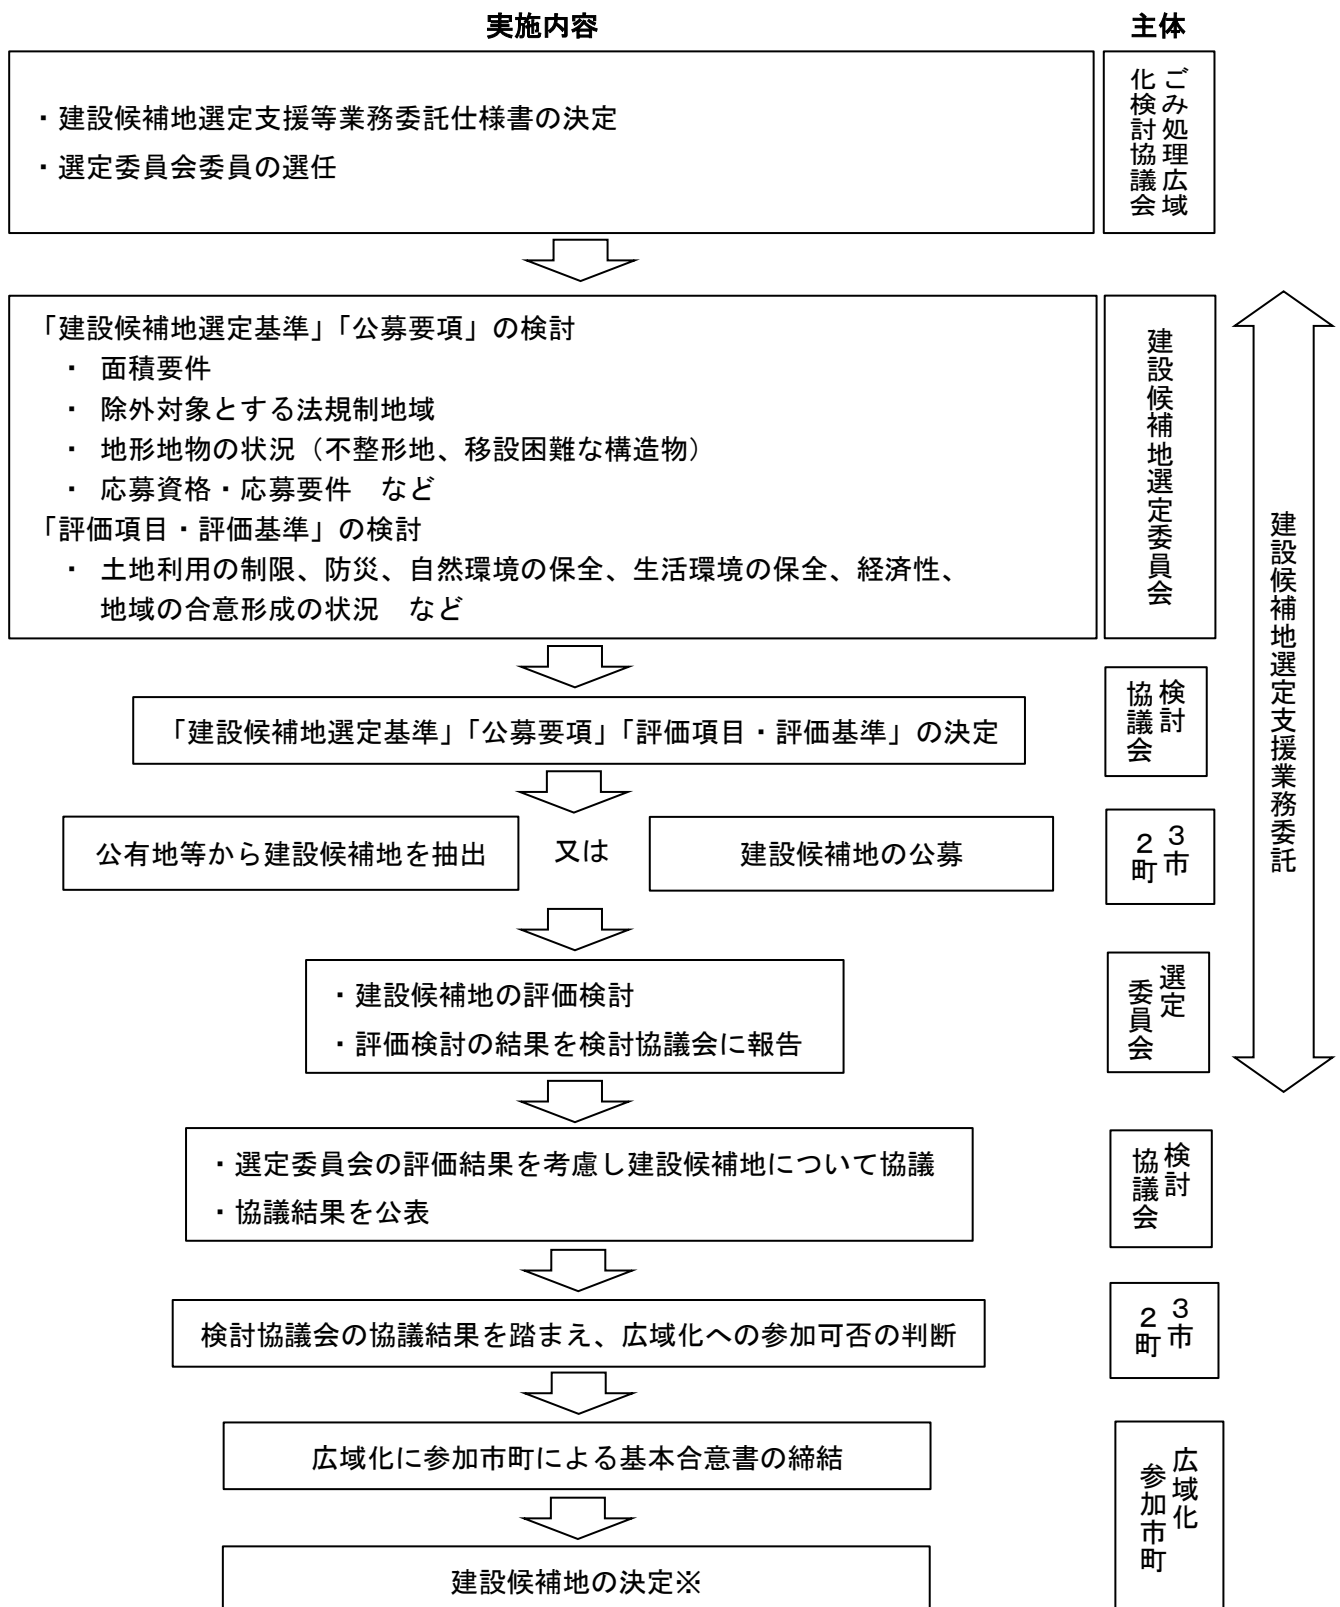 実施内容
主体
・建設候補地選定支援等業務委託仕様書の決定
・選定委員会委員の選任
ごみ処理広域
化検討協議会
「建設候補地選定基準」「公募要項」の検討
・ 面積要件
・ 除外対象とする法規制地域
・ 地形地物の状況（不整形地、移設困難な構造物）
・ 応募資格・応募要件 など
「評価項目・評価基準」の検討
・ 土地利用の制限、防災、自然環境の保全、生活環境の保全、経済性、
地域の合意形成の状況 など
建設候補地選定委員会
建設候補地選定支援業務委託
「建設候補地選定基準」「公募要項」「評価項目・評価基準」の決定
検討
協議会
公有地等から建設候補地を抽出
又は
建設候補地の公募
３市
２町
・建設候補地の評価検討
・評価検討の結果を検討協議会に報告
選定
委員会
・選定委員会の評価結果を考慮し建設候補地について協議
・協議結果を公表
検討
協議会
検討協議会の協議結果を踏まえ、広域化への参加可否の判断
３市
２町
広域化に参加市町による基本合意書の締結
広域化
参加市町
建設候補地の決定※